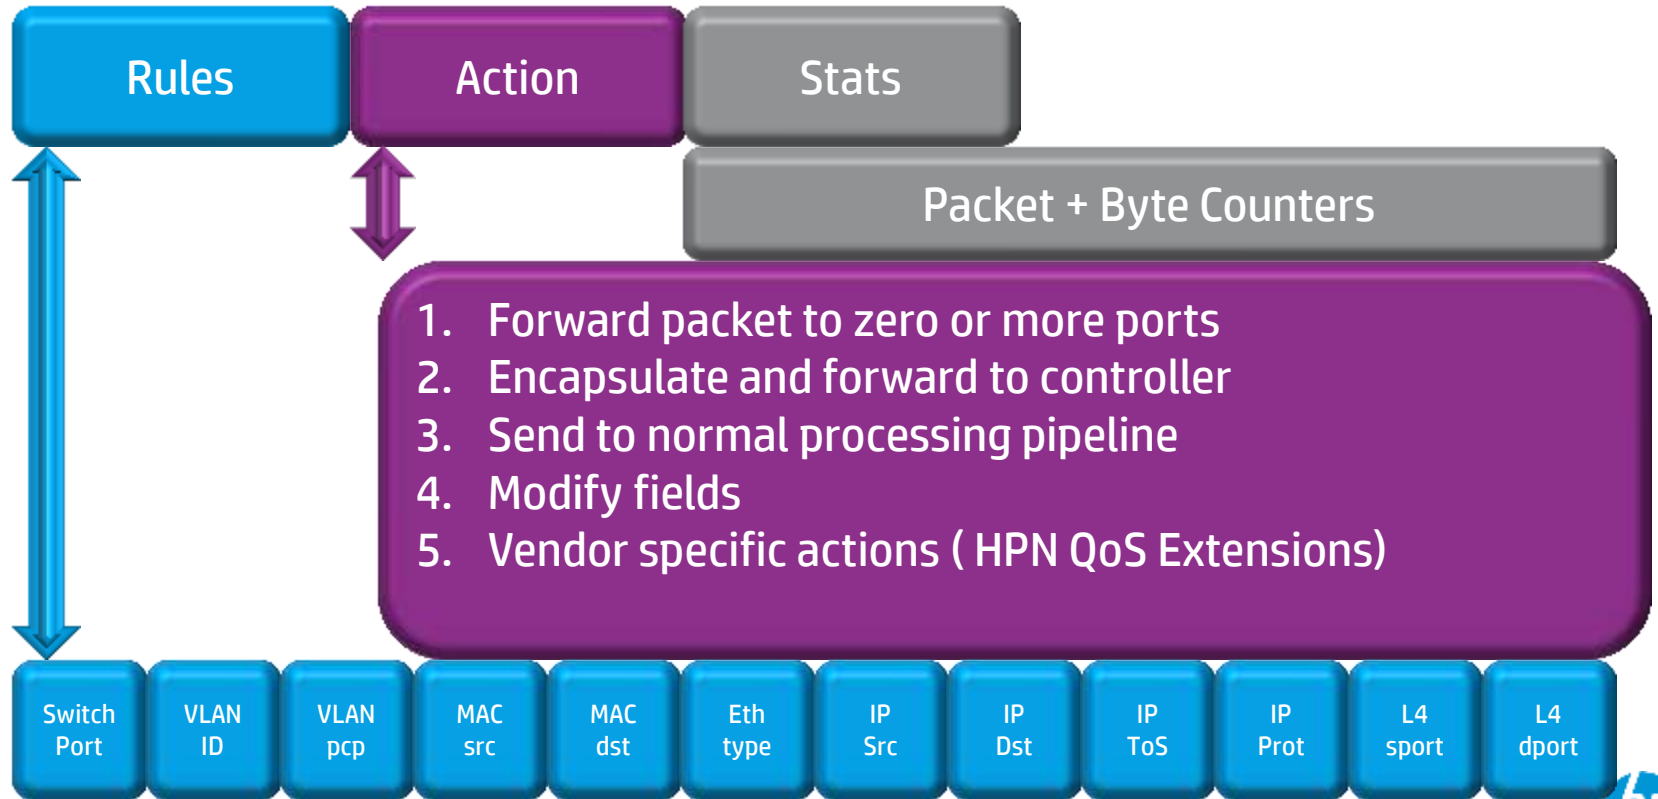 Rules
Action
Stats
Packet + Byte Counters
1. Forward packet to zero or more ports
2. Encapsulate and forward to controller
3. Send to normal processing pipeline
4. Modify fields
5. Vendor specific actions ( HPN QoS Extensions)
Switch
Port
VLAN
ID
VLAN
pcp
MAC
src
MAC
dst
Eth
type
IP
Src
IP
Dst
IP
ToS
IP
Prot
L4
sport
L4
dport